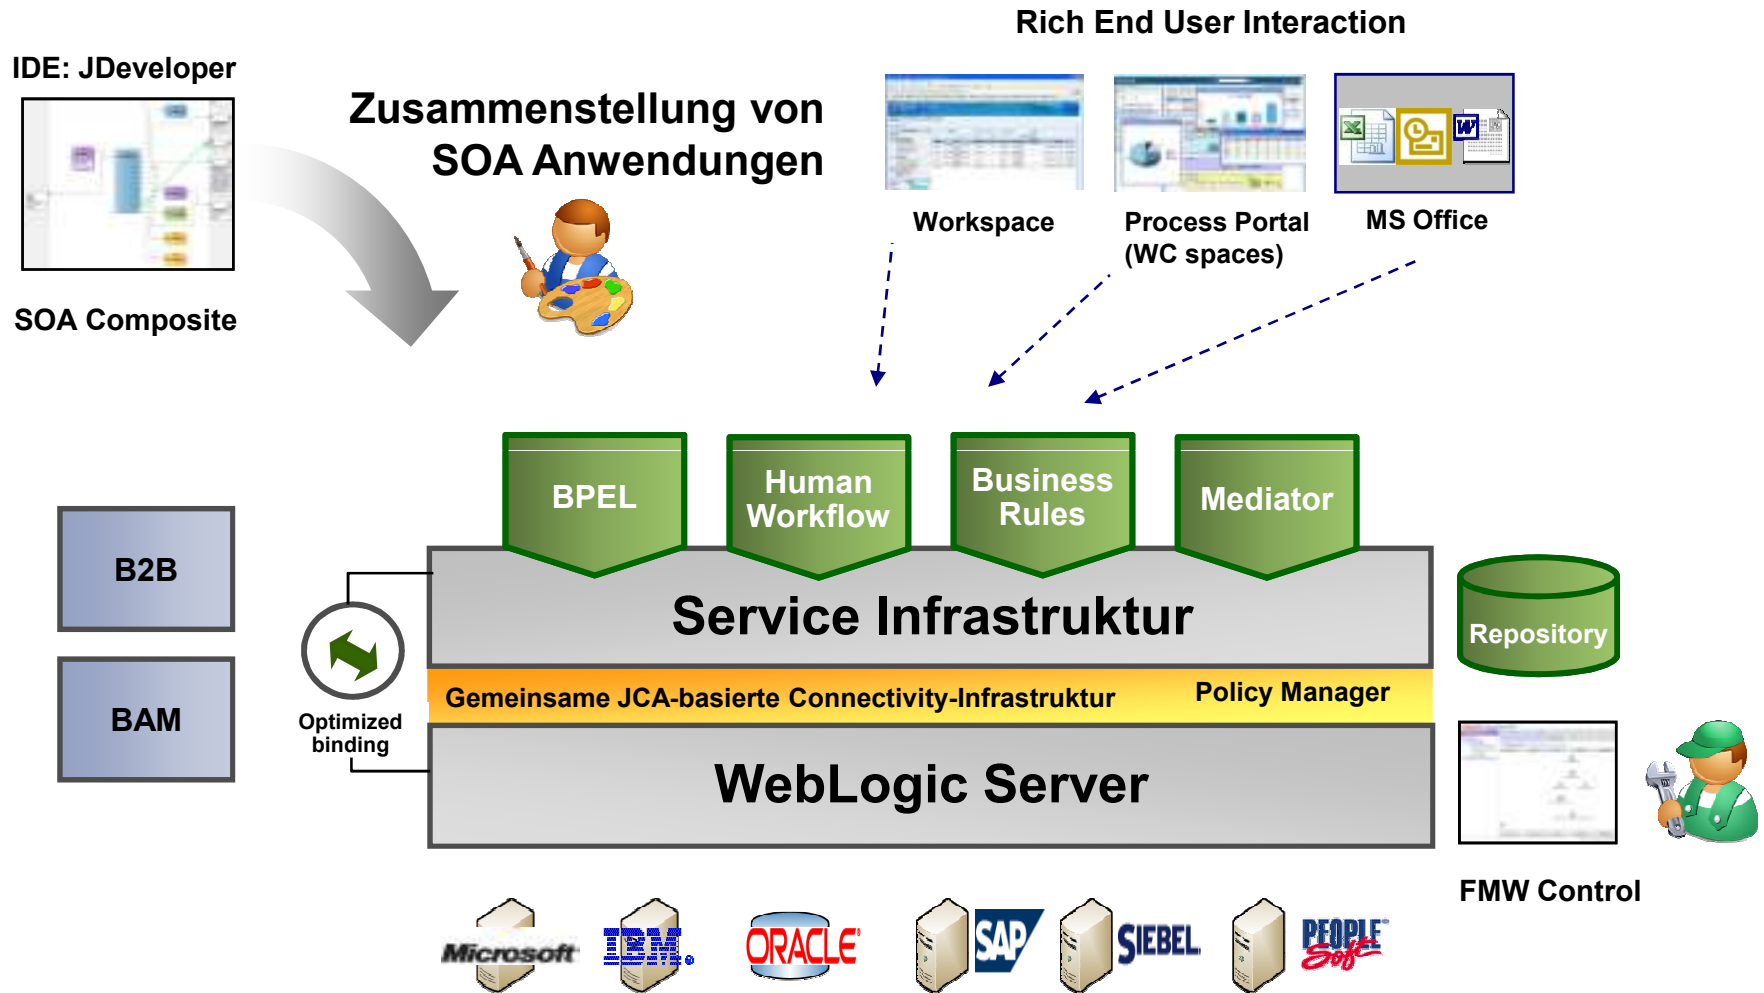 Rich End User Interaction
IDE: JDeveloper
Zusammenstellung von
SOA Anwendungen
Workspace
Process Portal
(WC spaces)
MS Office
SOA Composite
BPEL
Human
Workflow
Business
Rules
Mediator
B2B
BAM
Service Infrastruktur
Repository
Gemeinsame JCA-basierte Connectivity-Infrastruktur
Policy Manager
Optimized
binding
WebLogic Server
FMW Control
Microsoft
IBM
ORACLE
SAP
SIEBEL
PEOPLE
Soft